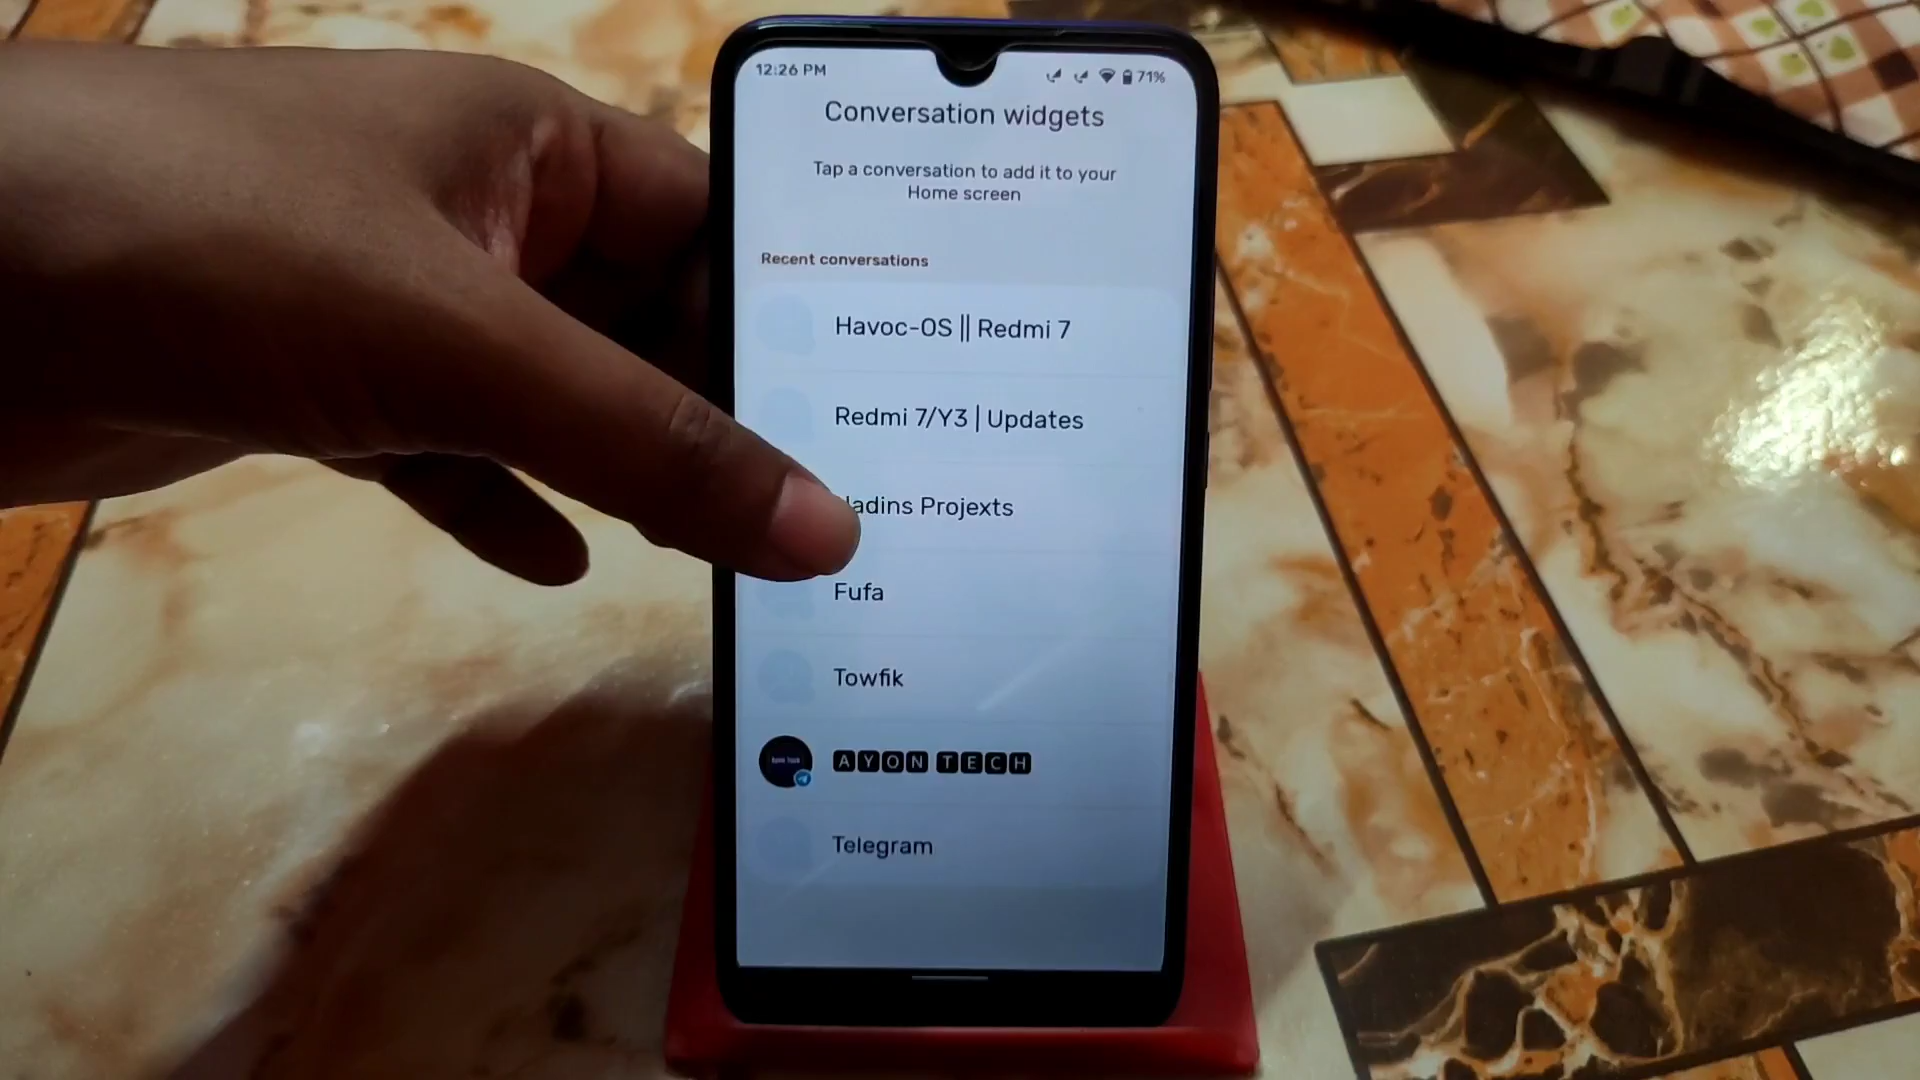 12:26 PM
71%
Conversation widgets
Tap a conversation to add it to your
Home screen
Recent conversations
Havoc-OS || Redmi 7
Redmi 7/Y3 | Updates
ladins Projexts
Fufa
Towfik
AYON TECH
Telegram